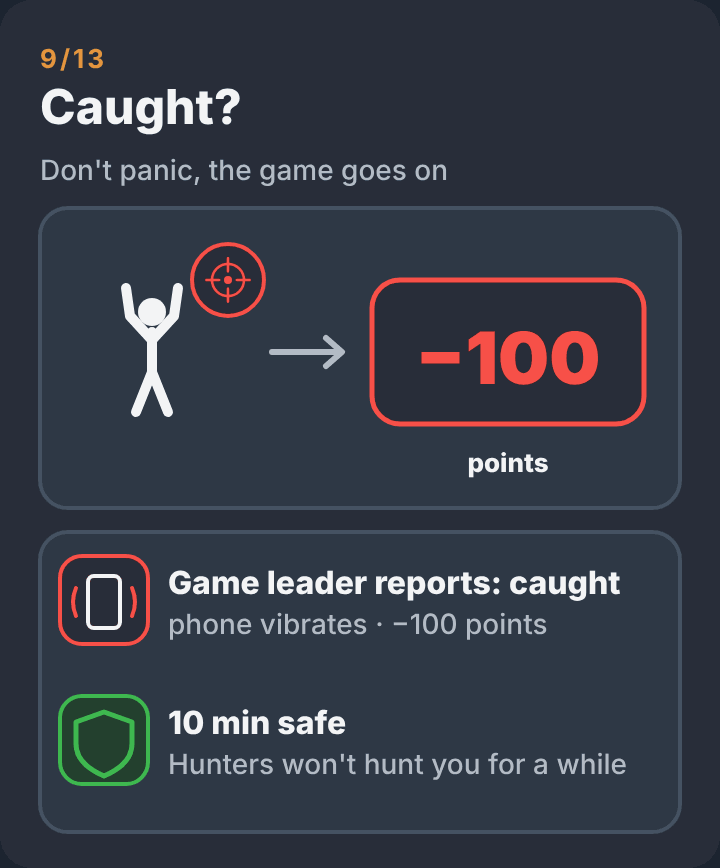 9/13
Caught?
Don't panic, the game goes on
−100
points
Game leader reports: caught
phone vibrates · −100 points
10 min safe
Hunters won't hunt you for a while